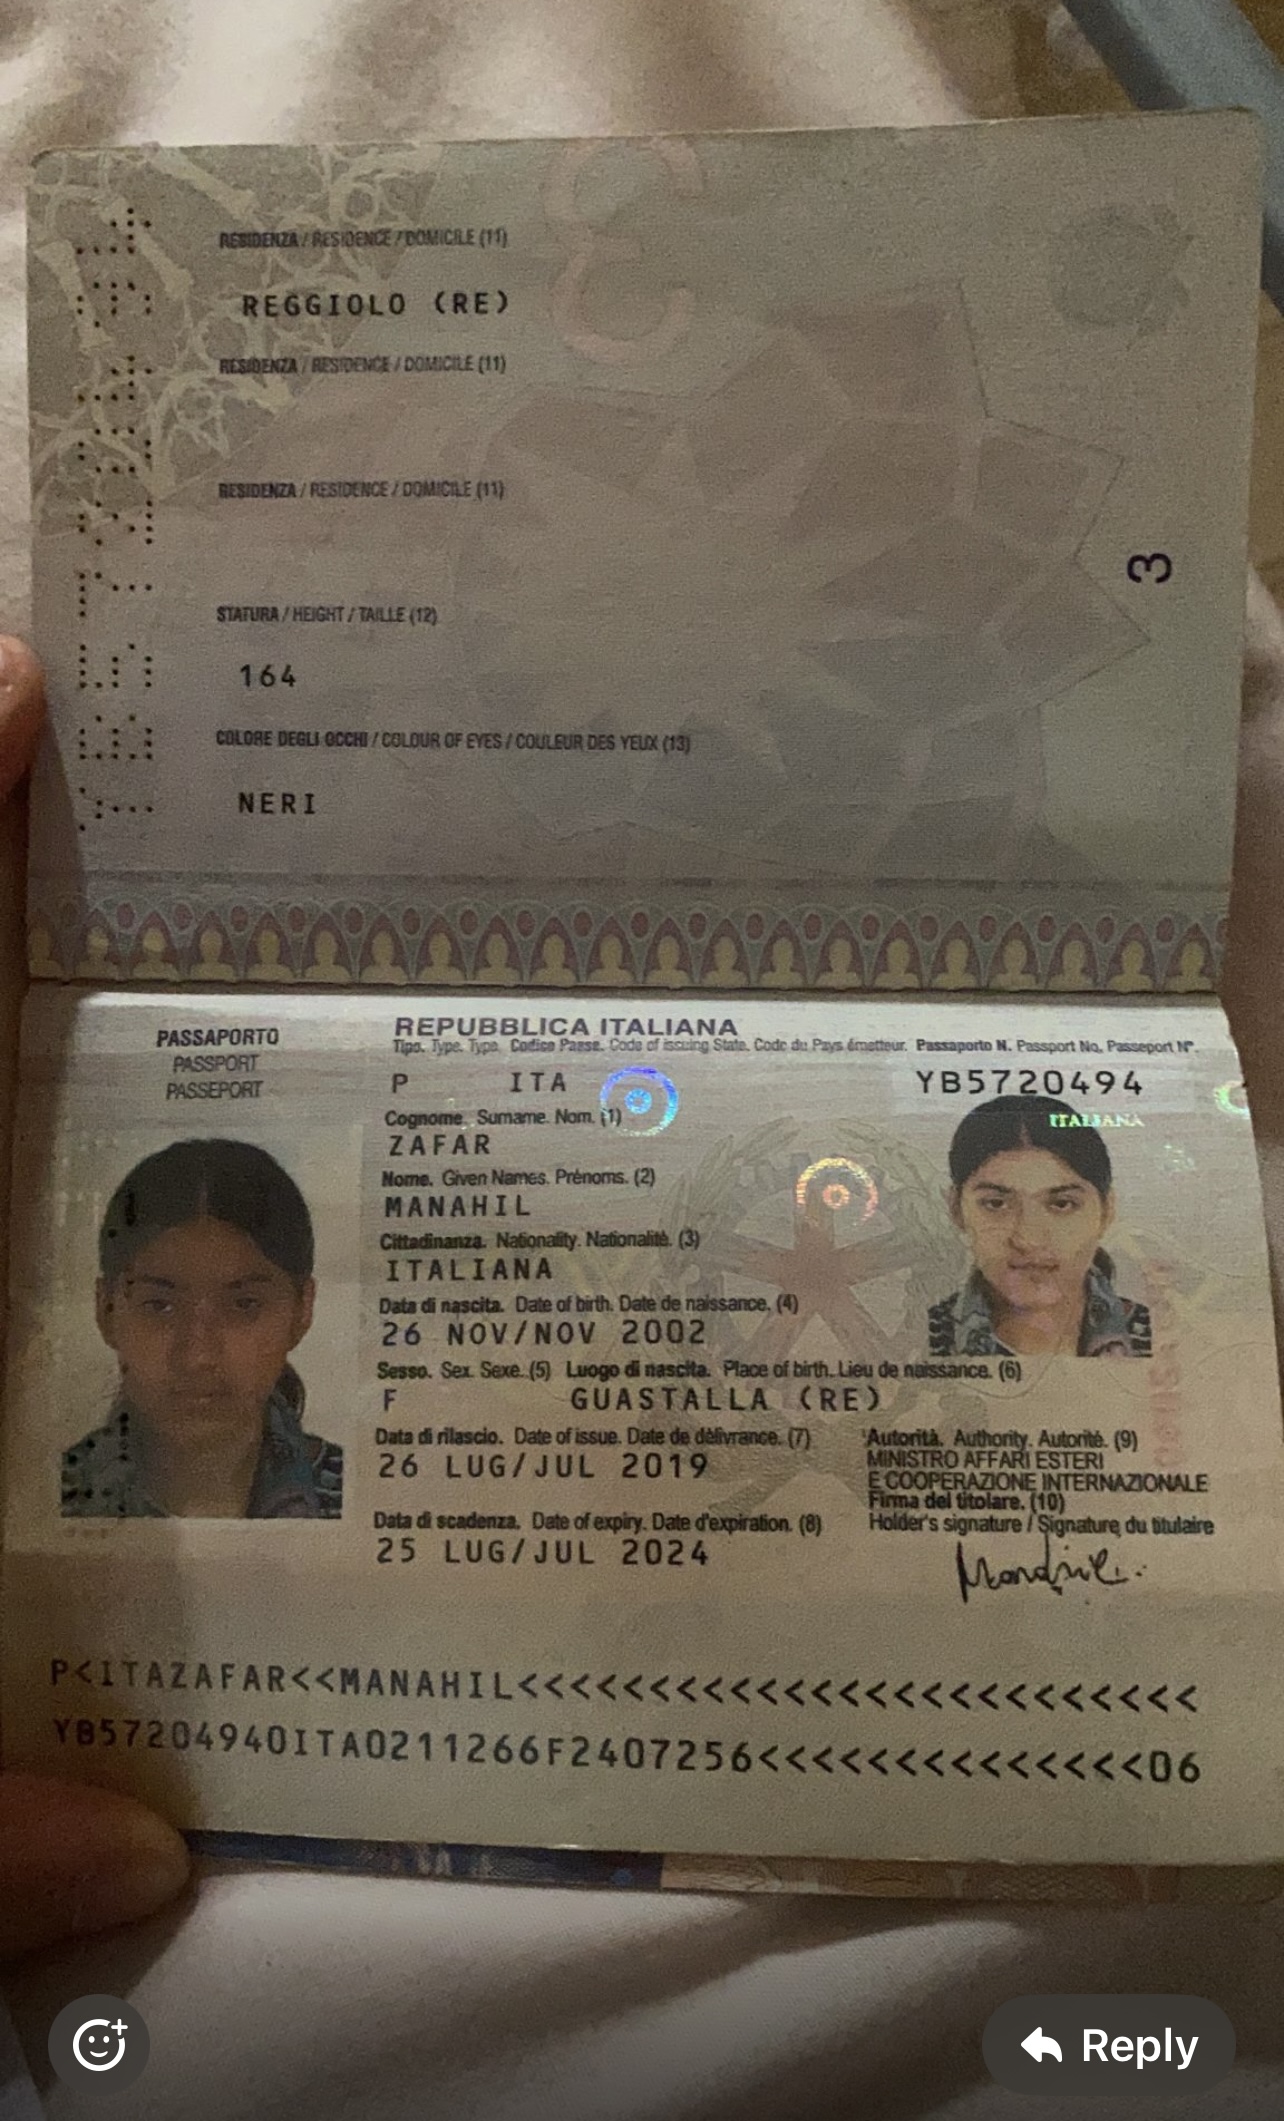 RESIDENZA / RESIDENCE / DOMICILE (11)
REGGIOLO (RE)
RESIDENZA / RESIDENCE / DOMICILE (11)
RESIDENZA / RESIDENCE / DOMICILE (11)
3
STATURA / HEIGHT / TAILLE (12)
164
COLORE DEGLI OCCHI / COLOUR OF EYES / COULEUR DES YEUX (13)
NERI
PASSAPORTO
PASSPORT
PASSEPORT
REPUBBLICA ITALIANA
Tipo. Type. Type. Codice Paese. Code of issuing State. Code du Pays émetteur. Passaporto N. Passport No. Passeport N°.
P ITA YB5720494
ITALIANA
Cognome. Surname. Nom. (1)
ZAFAR
Nome. Given Names. Prénoms. (2)
MANAHIL
Cittadinanza. Nationality. Nationalité. (3)
ITALIANA
Data di nascita. Date of birth. Date de naissance. (4)
26 NOV/NOV 2002
Sesso. Sex. Sexe. (5) Luogo di nascita. Place of birth. Lieu de naissance. (6)
F GUASTALLA (RE)
Data di rilascio. Date of issue. Date de délivrance. (7)
26 LUG/JUL 2019
Autorità. Authority. Autorité. (9)
MINISTRO AFFARI ESTERI
E COOPERAZIONE INTERNAZIONALE
Firma del titolare. (10)
Holder's signature / Signature du titulaire
Data di scadenza. Date of expiry. Date d'expiration. (8)
25 LUG/JUL 2024
Manahil
P<ITAZAFAR<<MANAHIL<<<<<<<<<<<<<<<<<<<<<<<<<
YB57204940ITA0211266F2407256<<<<<<<<<<<<<<06
Reply